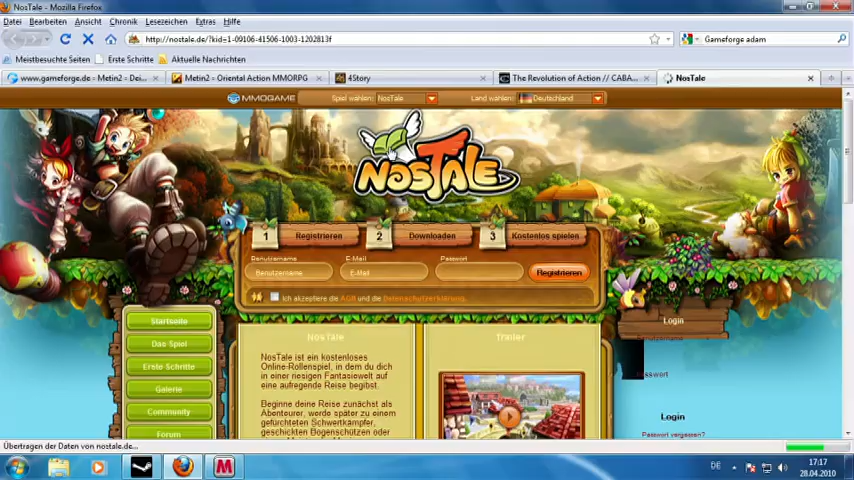 NosTale - Mozilla Firefox
Datei Bearbeiten Ansicht Chronik Lesezeichen Extras Hilfe
http://nostale.de/?kid=1-09106-41506-1003-1202813f
Gameforge adam
Meistbesuchte Seiten Erste Schritte Aktuelle Nachrichten
www.gameforge.de :: Metin2 :: Dei...
Metin2 - Oriental Action MMORPG
4Story
The Revolution of Action // CABA...
NosTale
MMOGAME
Spiel wählen: NosTale
Land wählen: Deutschland
NOSTALE
1 Registrieren
2 Downloaden
3 Kostenlos spielen
Benutzername E-Mail Passwort
Benutzername E-Mail Registrieren
Ich akzeptiere die AGB und die Datenschutzerklärung.
Startseite
Das Spiel
Erste Schritte
Galerie
Community
Forum
NosTale
NosTale ist ein kostenloses
Online-Rollenspiel, in dem du dich
in einer riesigen Fantasiewelt auf
eine aufregende Reise begibst.
Beginne deine Reise zunächst als
Abenteurer, werde später zu einem
gefürchteten Schwertkämpfer,
geschickten Bogenschützen oder
Trailer
Login
Benutzername
Passwort
Login
Passwort vergessen?
Übertragen der Daten von nostale.de...
DE
17:17
28.04.2010